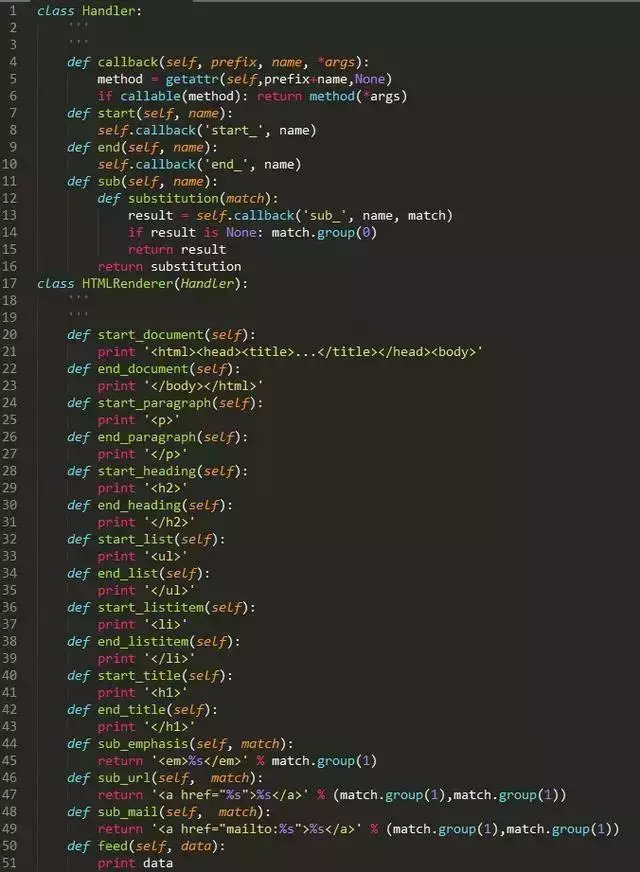 1 class Handler:
2 '''
3 '''
4 def callback(self, prefix, name, *args):
5 method = getattr(self,prefix+name,None)
6 if callable(method): return method(*args)
7 def start(self, name):
8 self.callback('start_', name)
9 def end(self, name):
10 self.callback('end_', name)
11 def sub(self, name):
12 def substitution(match):
13 result = self.callback('sub_', name, match)
14 if result is None: match.group(0)
15 return result
16 return substitution
17 class HTMLRenderer(Handler):
18 '''
19 '''
20 def start_document(self):
21 print '<html><head><title>...</title></head><body>'
22 def end_document(self):
23 print '</body></html>'
24 def start_paragraph(self):
25 print '<p>'
26 def end_paragraph(self):
27 print '</p>'
28 def start_heading(self):
29 print '<h2>'
30 def end_heading(self):
31 print '</h2>'
32 def start_list(self):
33 print '<ul>'
34 def end_list(self):
35 print '</ul>'
36 def start_listitem(self):
37 print '<li>'
38 def end_listitem(self):
39 print '</li>'
40 def start_title(self):
41 print '<h1>'
42 def end_title(self):
43 print '</h1>'
44 def sub_emphasis(self, match):
45 return '<em>%s</em>' % match.group(1)
46 def sub_url(self,  match):
47 return '<a href="%s">%s</a>' % (match.group(1),match.group(1))
48 def sub_mail(self,  match):
49 return '<a href="mailto:%s">%s</a>' % (match.group(1),match.group(1))
50 def feed(self, data):
51 print data